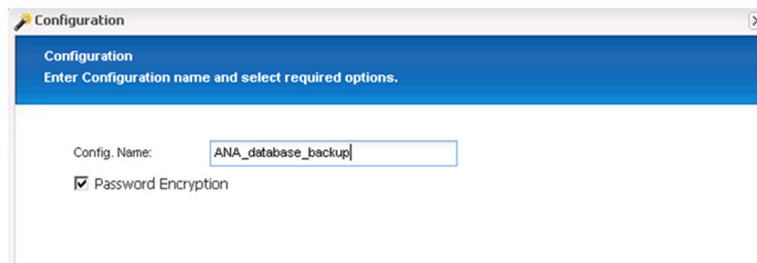 Configuration
Configuration
Enter Configuration name and select required options.
Config. Name: ANA_database_backup
Password Encryption